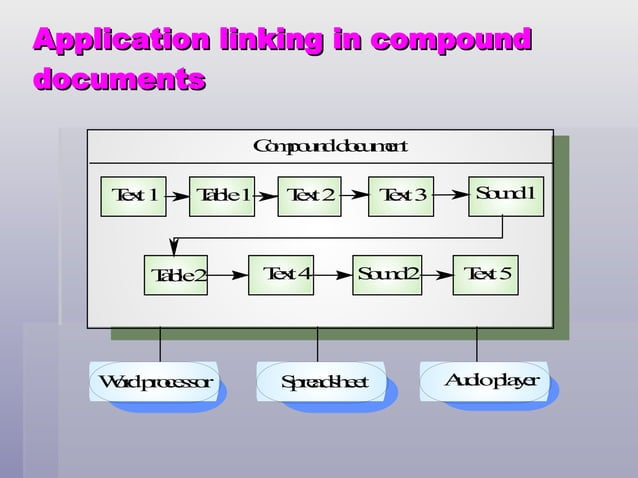 Application linking in compound
documents
Compound document
Text 1 Table 1 Text 2 Text 3 Sound 1
Table 2 Text 4 Sound 2 Text 5
Word processor Spreadsheet Audio player